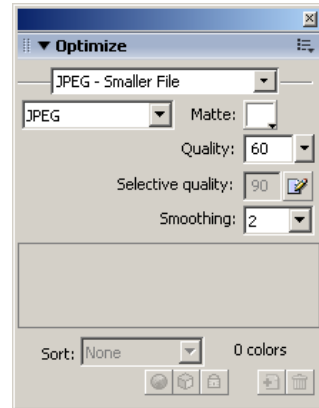 Optimize
JPEG - Smaller File
JPEG Matte:
Quality: 60
Selective quality: 90
Smoothing: 2
Sort: None 0 colors